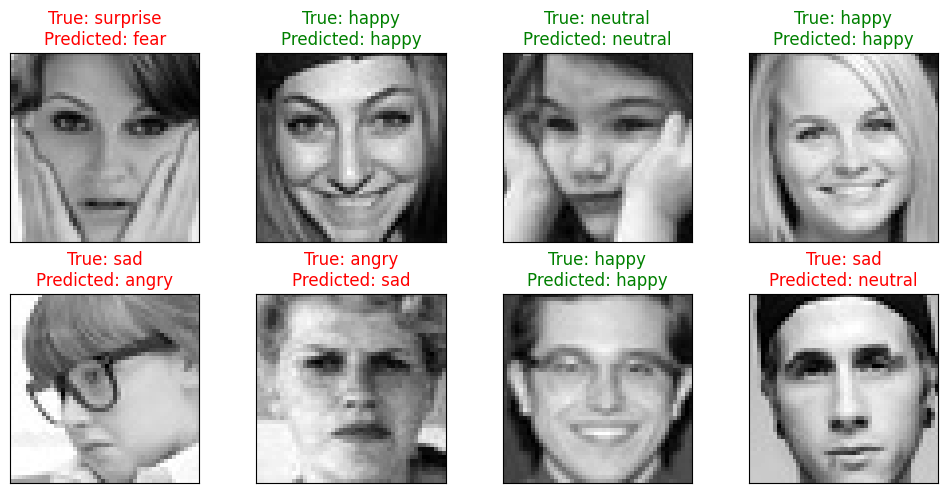 True: surprise
Predicted: fear
True: happy
Predicted: happy
True: neutral
Predicted: neutral
True: happy
Predicted: happy
True: sad
Predicted: angry
True: angry
Predicted: sad
True: happy
Predicted: happy
True: sad
Predicted: neutral